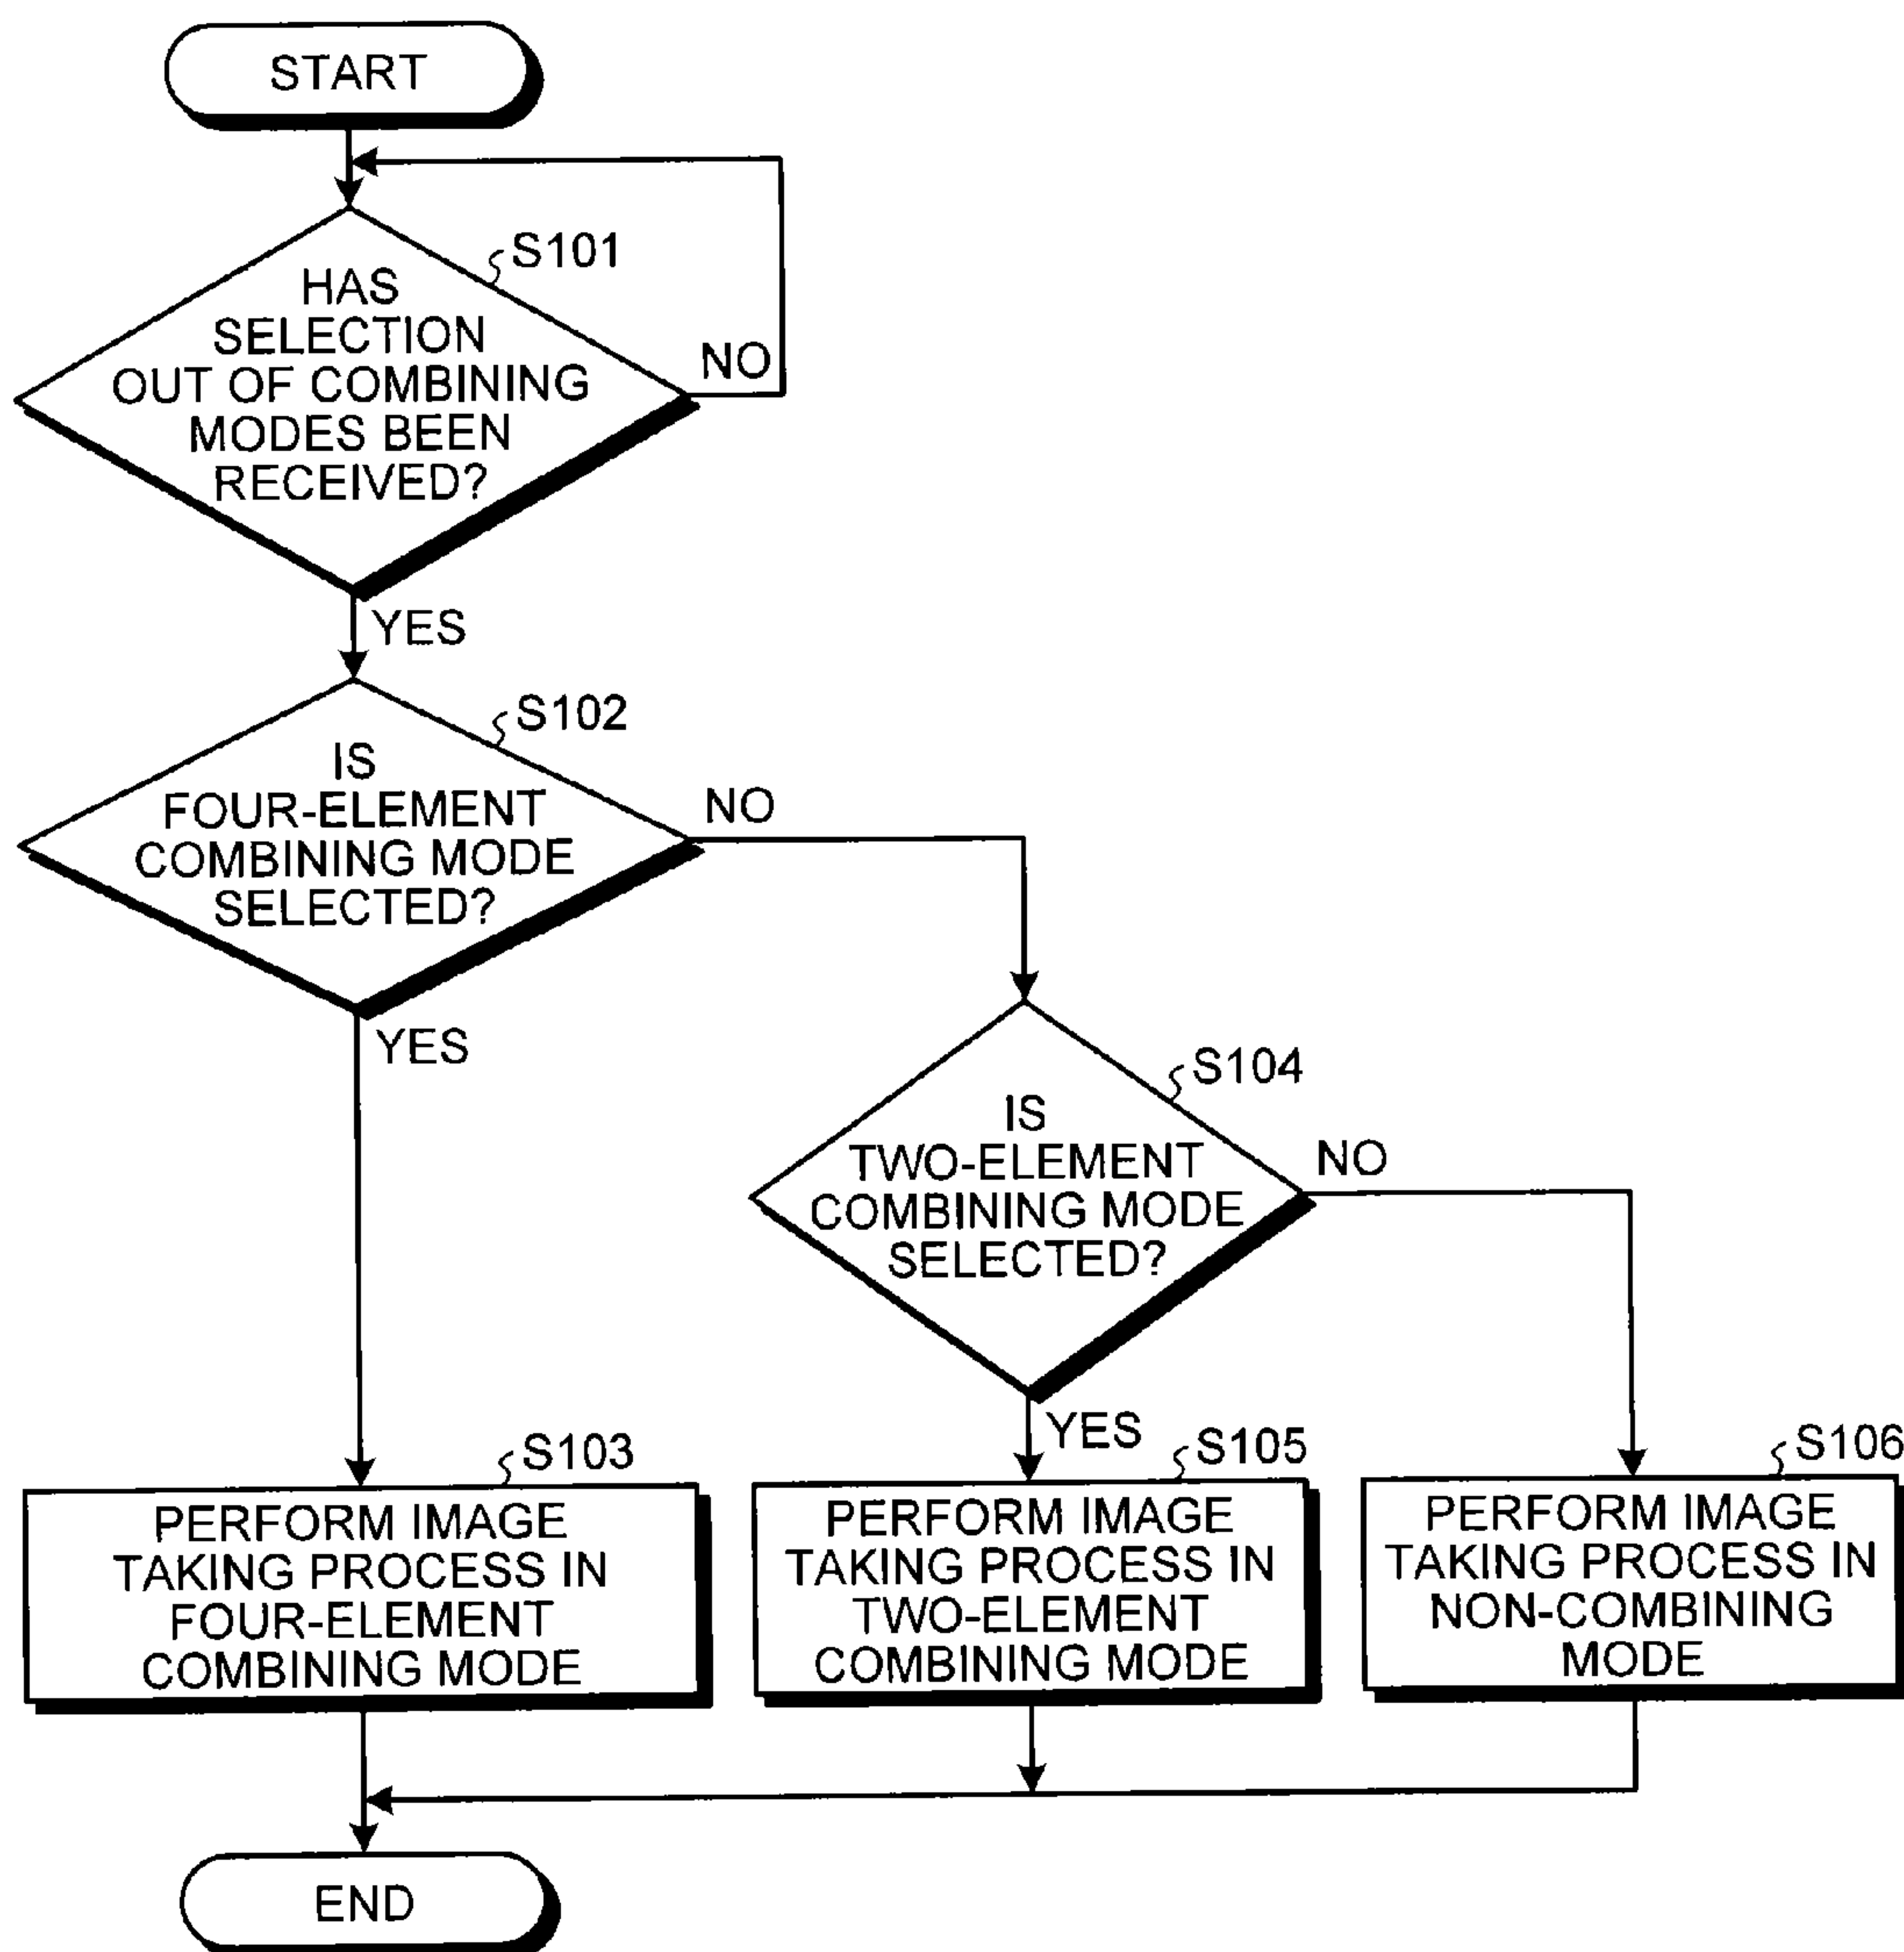 START
S101
HAS
SELECTION
OUT OF COMBINING
MODES BEEN
RECEIVED?
NO
YES
S102
IS
FOUR-ELEMENT
COMBINING MODE
SELECTED?
NO
YES
S104
IS
TWO-ELEMENT
COMBINING MODE
SELECTED?
NO
YES
S103
PERFORM IMAGE
TAKING PROCESS IN
FOUR-ELEMENT
COMBINING MODE
S105
PERFORM IMAGE
TAKING PROCESS IN
TWO-ELEMENT
COMBINING MODE
S106
PERFORM IMAGE
TAKING PROCESS IN
NON-COMBINING
MODE
END